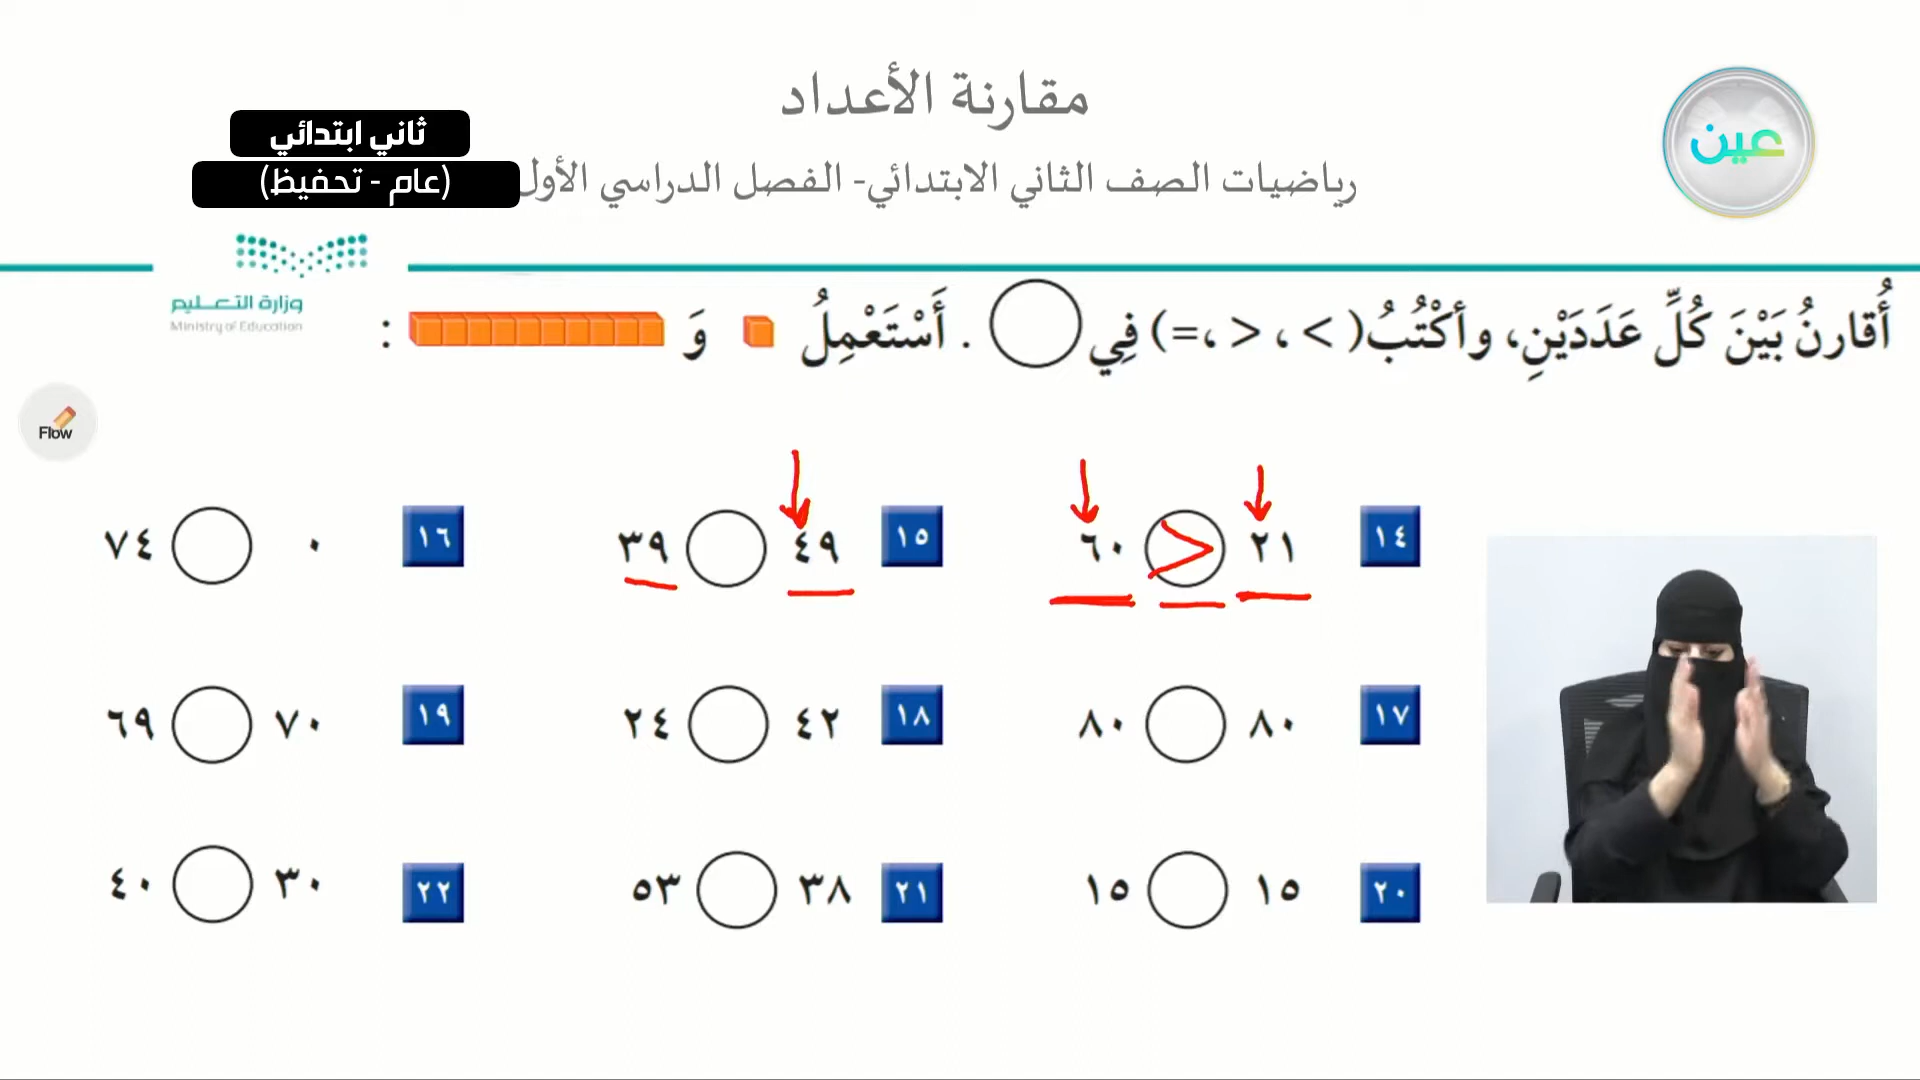 مقارنة الأعداد
عين
ثاني ابتدائي
(عام - تحفيظ)
رياضيات الصف الثاني الابتدائي- الفصل الدراسي الأول
وزارة التعليم
Ministry of Education
أُقارنُ بَيْنَ كُلِّ عَدَدَيْنِ، وأكْتُبُ( > ، < ،=) فِي ◯ . أَسْتَعْمِلُ وَ :
Flow
١٤ ٢١ > ٦٠
١٥ ٤٩ ◯ ٣٩
١٦ ٠ ◯ ٧٤
١٧ ٨٠ ◯ ٨٠
١٨ ٤٢ ◯ ٢٤
١٩ ٧٠ ◯ ٦٩
٢٠ ١٥ ◯ ١٥
٢١ ٣٨ ◯ ٥٣
٢٢ ٣٠ ◯ ٤٠